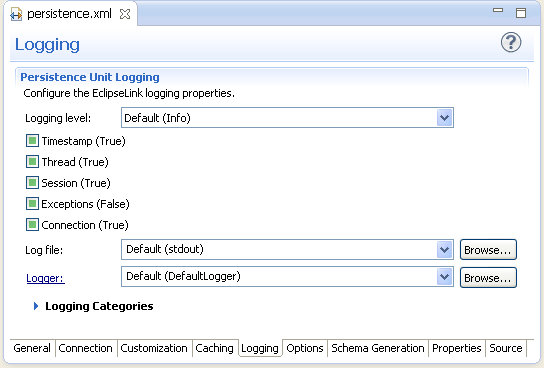 persistence.xml
Logging
?
Persistence Unit Logging
Configure the EclipseLink logging properties.
Logging level: Default (Info)
Timestamp (True)
Thread (True)
Session (True)
Exceptions (False)
Connection (True)
Log file: Default (stdout) Browse...
Logger: Default (DefaultLogger) Browse...
Logging Categories
General Connection Customization Caching Logging Options Schema Generation Properties Source